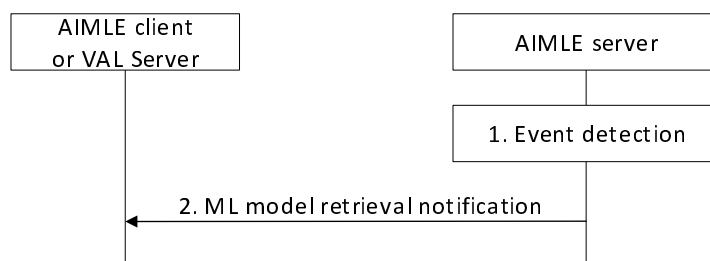 AIMLE client
or VAL Server
AIMLE server
1. Event detection
2. ML model retrieval notification